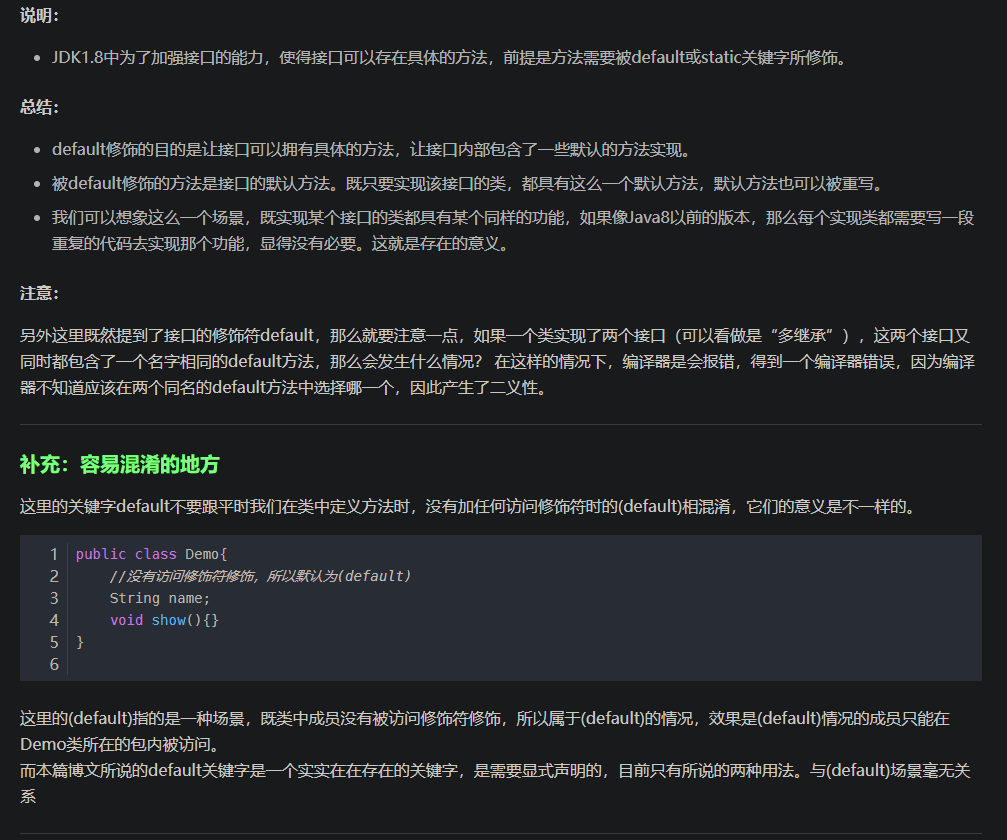 说明：
JDK1.8中为了加强接口的能力，使得接口可以存在具体的方法，前提是方法需要被default或static关键字所修饰。
总结：
default修饰的目的是让接口可以拥有具体的方法，让接口内部包含了一些默认的方法实现。
被default修饰的方法是接口的默认方法。既只要实现该接口的类，都具有这么一个默认方法，默认方法也可以被重写。
我们可以想象这么一个场景，既实现某个接口的类都具有某个同样的功能，如果像Java8以前的版本，那么每个实现类都需要写一段
重复的代码去实现那个功能，显得没有必要。这就是存在的意义。
注意：
另外这里既然提到了接口的修饰符default，那么就要注意一点，如果一个类实现了两个接口（可以看做是“多继承”），这两个接口又
同时都包含了一个名字相同的default方法，那么会发生什么情况？ 在这样的情况下，编译器是会报错，得到一个编译器错误，因为编译
器不知道应该在两个同名的default方法中选择哪一个，因此产生了二义性。
补充：容易混淆的地方
这里的关键字default不要跟平时我们在类中定义方法时，没有加任何访问修饰符时的(default)相混淆，它们的意义是不一样的。
1 public class Demo{
2 //没有访问修饰符修饰，所以默认为(default)
3 String name;
4 void show(){}
5 }
6
这里的(default)指的是一种场景，既类中成员没有被访问修饰符修饰，所以属于(default)的情况，效果是(default)情况的成员只能在
Demo类所在的包内被访问。
而本篇博文所说的default关键字是一个实实在在存在的关键字，是需要显式声明的，目前只有所说的两种用法。与(default)场景毫无关
系